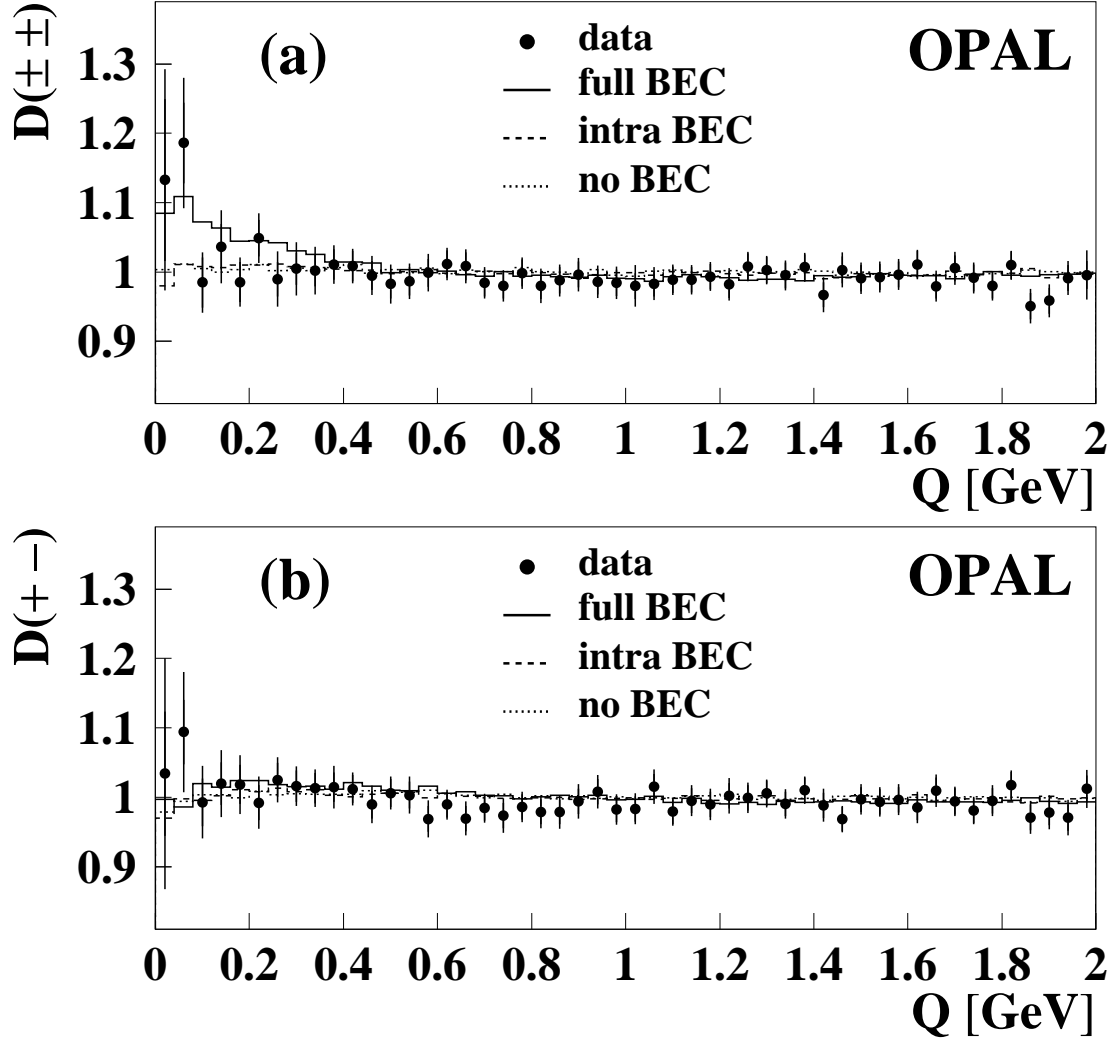 (a)
OPAL
data
full BEC
intra BEC
no BEC
D(± ±)
1.3
1.2
1.1
1
0.9
0 0.2 0.4 0.6 0.8 1 1.2 1.4 1.6 1.8 2
Q [GeV]
(b)
OPAL
data
full BEC
intra BEC
no BEC
D(+ −)
1.3
1.2
1.1
1
0.9
0 0.2 0.4 0.6 0.8 1 1.2 1.4 1.6 1.8 2
Q [GeV]